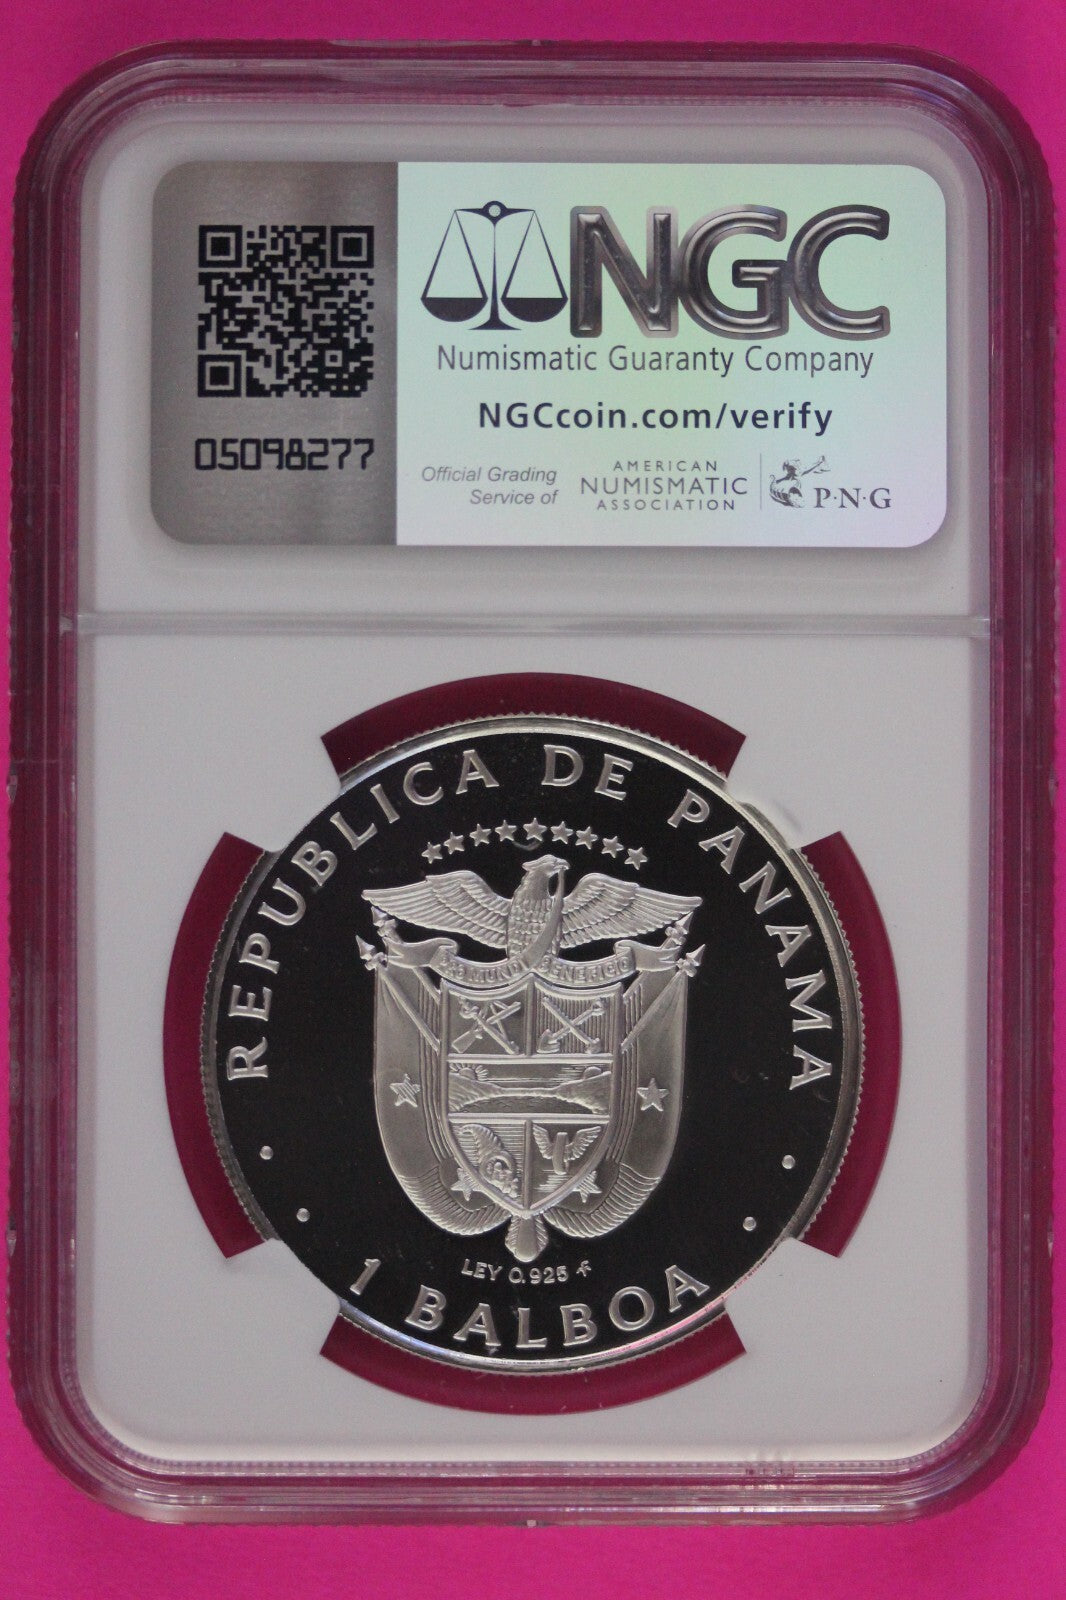 NGC
Numismatic Guaranty Company
NGCcoin.com/verify
05098277
Official Grading
Service of
AMERICAN
NUMISMATIC
ASSOCIATION
P·N·G
REPUBLICA DE PANAMA
PRO MUNDI BENEFICIO
LEY 0.925
1 BALBOA